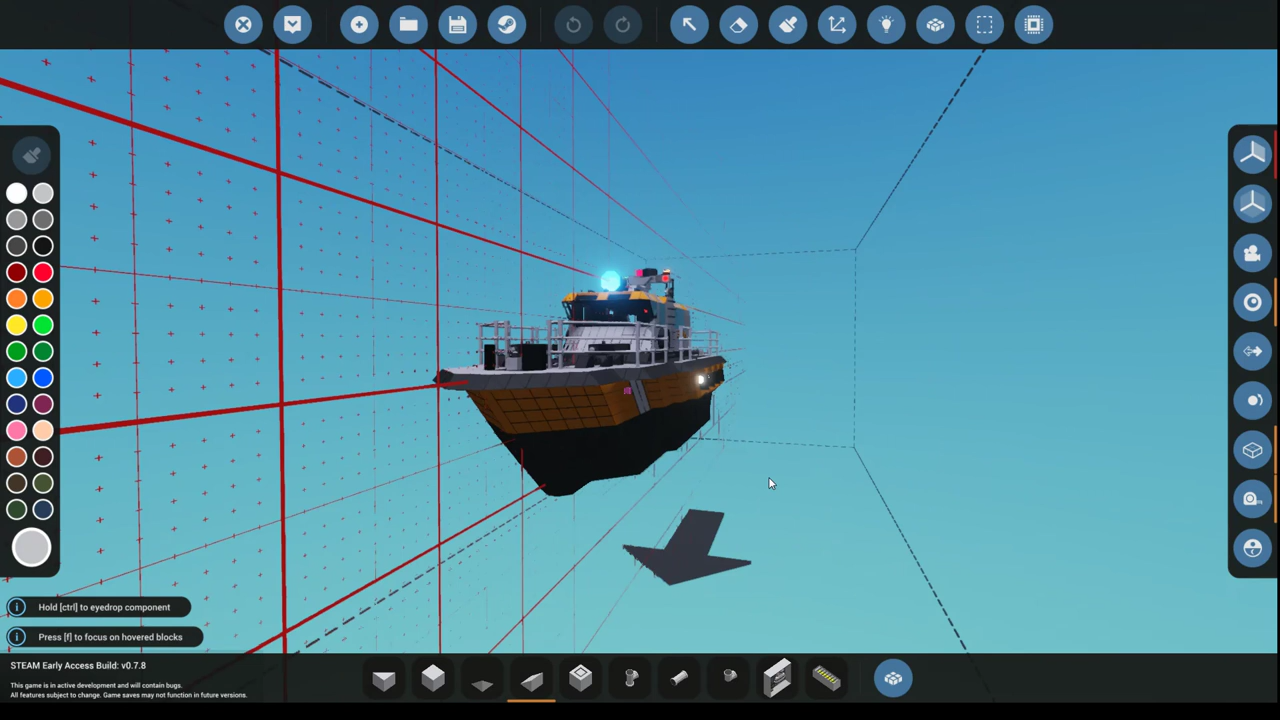 Hold [ctrl] to eyedrop component
Press [f] to focus on hovered blocks
STEAM Early Access Build: v0.7.8
This game is in active development and will contain bugs.
All features subject to change. Game saves may not function in future versions.